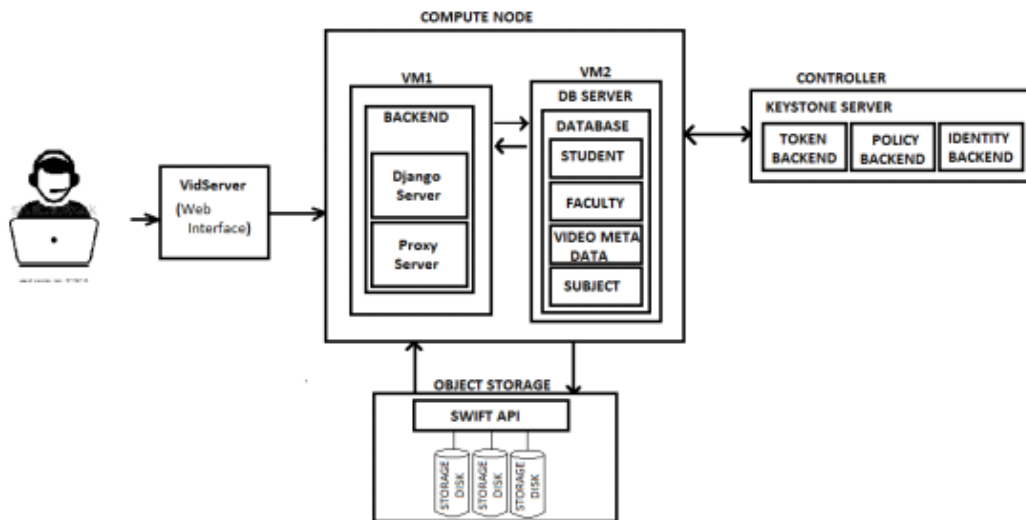 COMPUTE NODE
VM1
BACKEND
Django
Server
Proxy
Server
VM2
DB SERVER
DATABASE
STUDENT
FACULTY
VIDEO META
DATA
SUBJECT
CONTROLLER
KEYSTONE SERVER
TOKEN
BACKEND
POLICY
BACKEND
IDENTITY
BACKEND
VidServer
(Web
Interface)
OBJECT STORAGE
SWIFT API
STORAGE
DISK
STORAGE
DISK
STORAGE
DISK